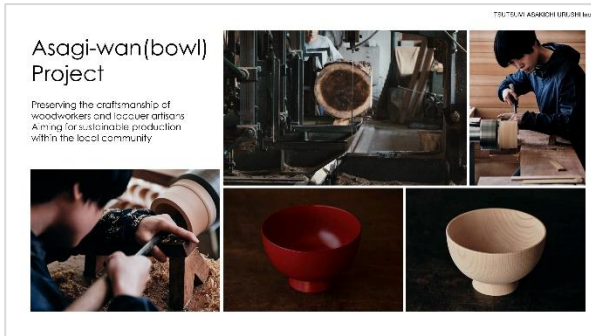 TSUTSUMI ASAKICHI URUSHI Inc
Asagi-wan(bowl)
Project
Preserving the craftsmanship of
woodworkers and lacquer artisans
Aiming for sustainable production
within the local community